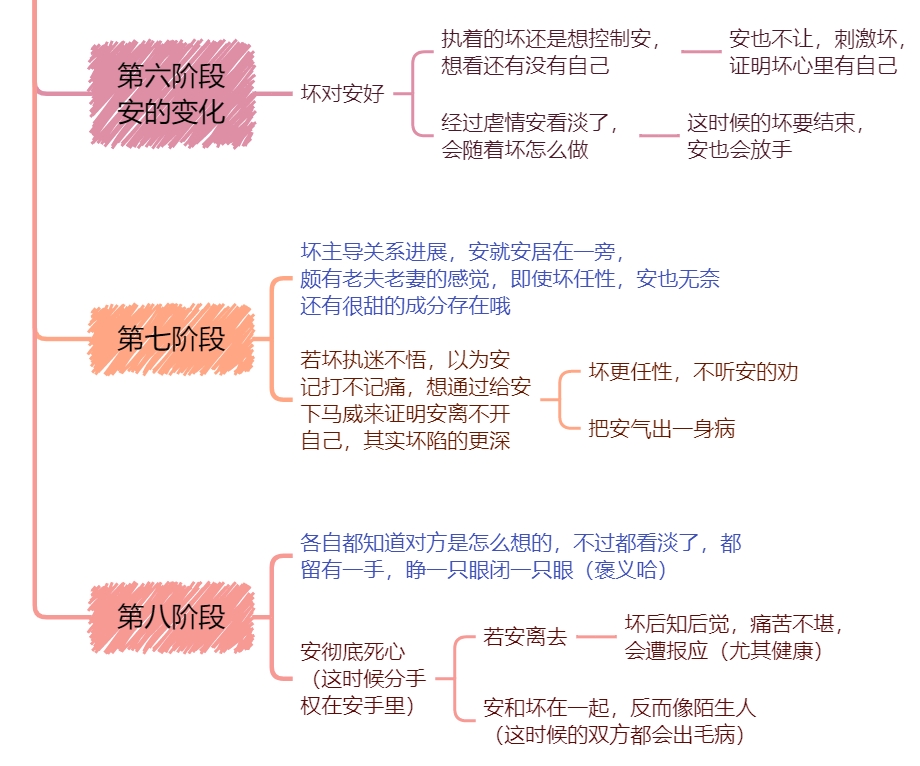 第六阶段
安的变化
坏对安好
执着的坏还是想控制安，
想看还有没有自己
安也不让，刺激坏，
证明坏心里有自己
经过虐情安看淡了，
会随着坏怎么做
这时候的坏要结束，
安也会放手
第七阶段
坏主导关系进展，安就安居在一旁，
颇有老夫老妻的感觉，即使坏任性，安也无奈
还有很甜的成分存在哦
若坏执迷不悟，以为安
记打不记痛，想通过给安
下马威来证明安离不开
自己，其实坏陷的更深
坏更任性，不听安的劝
把安气出一身病
第八阶段
各自都知道对方是怎么想的，不过都看淡了，都
留有一手，睁一只眼闭一只眼（褒义哈）
安彻底死心
（这时候分手
权在安手里）
若安离去
坏后知后觉，痛苦不堪，
会遭报应（尤其健康）
安和坏在一起，反而像陌生人
（这时候的双方都会出毛病）